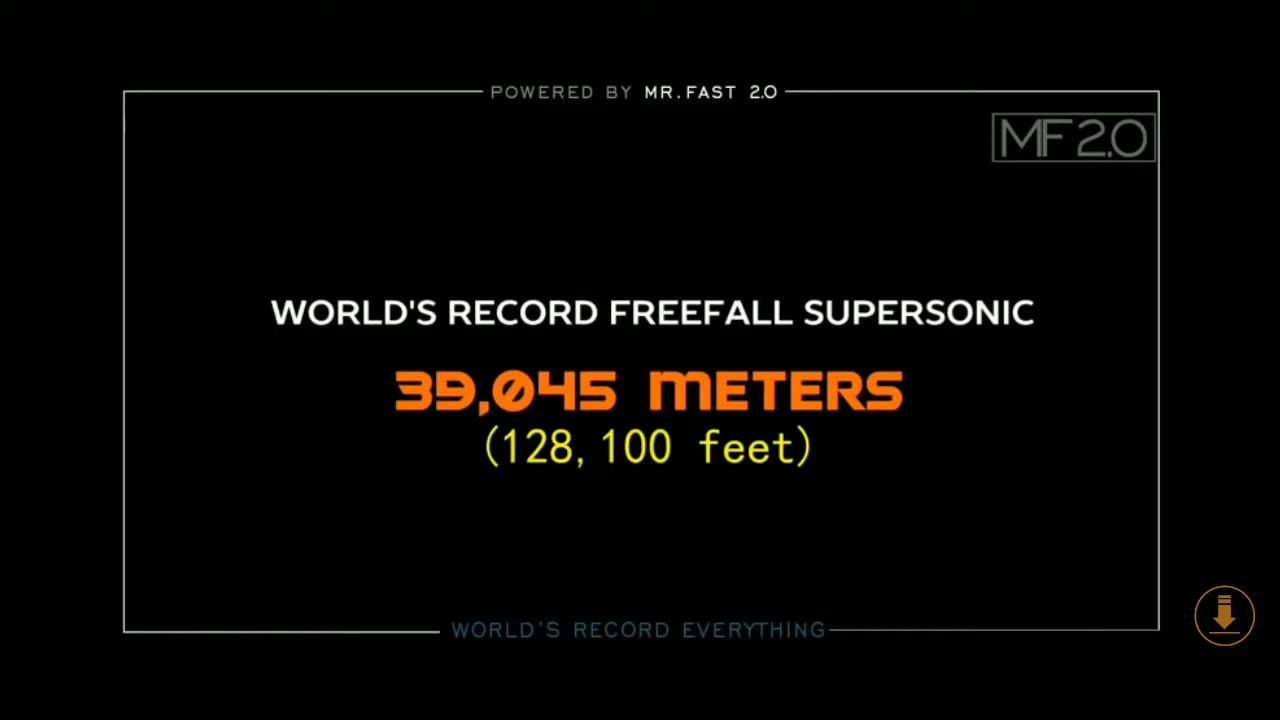 POWERED BY MR.FAST 2.0
MF 2.0
WORLD'S RECORD FREEFALL SUPERSONIC
39,045 METERS
(128,100 feet)
WORLD'S RECORD EVERYTHING